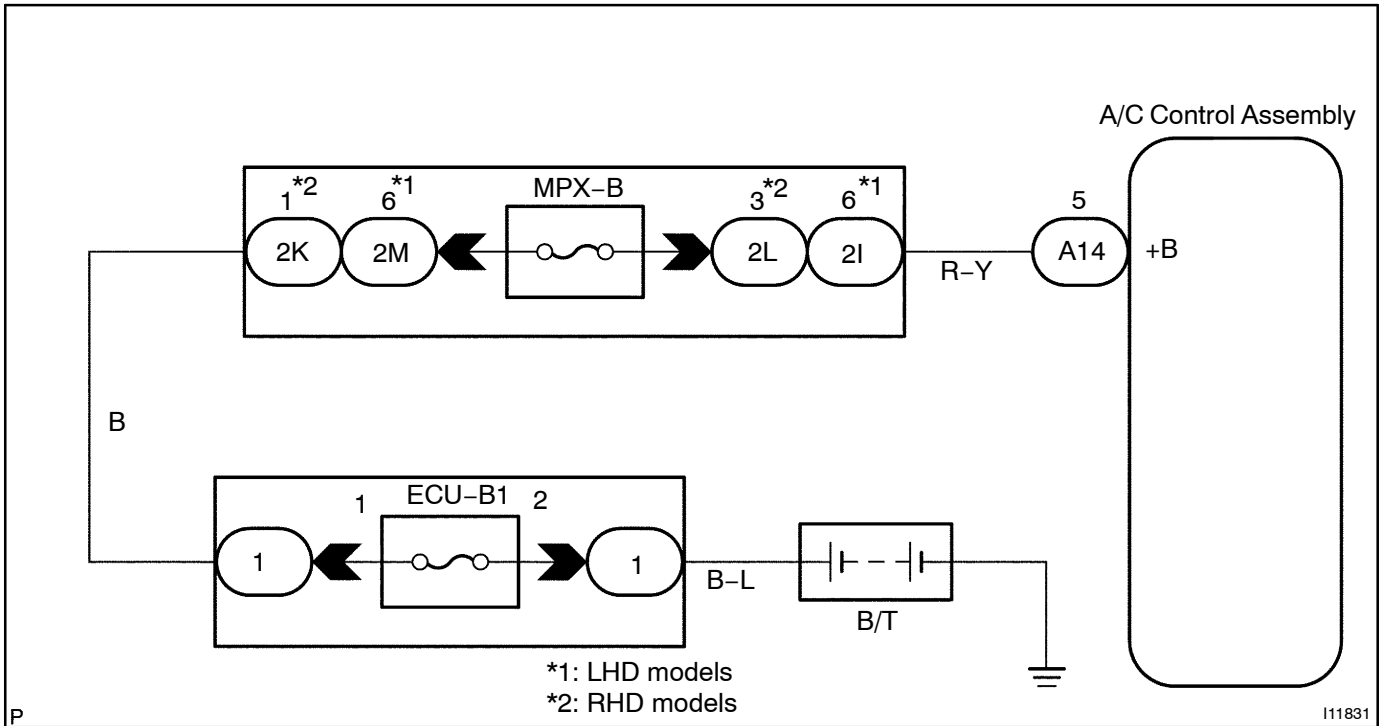 A/C Control Assembly
1*2 6*1 MPX–B 3*2 6*1 5
2K 2M 2L 2I R–Y A14 +B
B
1 ECU–B1 2
1 1 B–L
B/T
*1: LHD models
*2: RHD models
P I11831